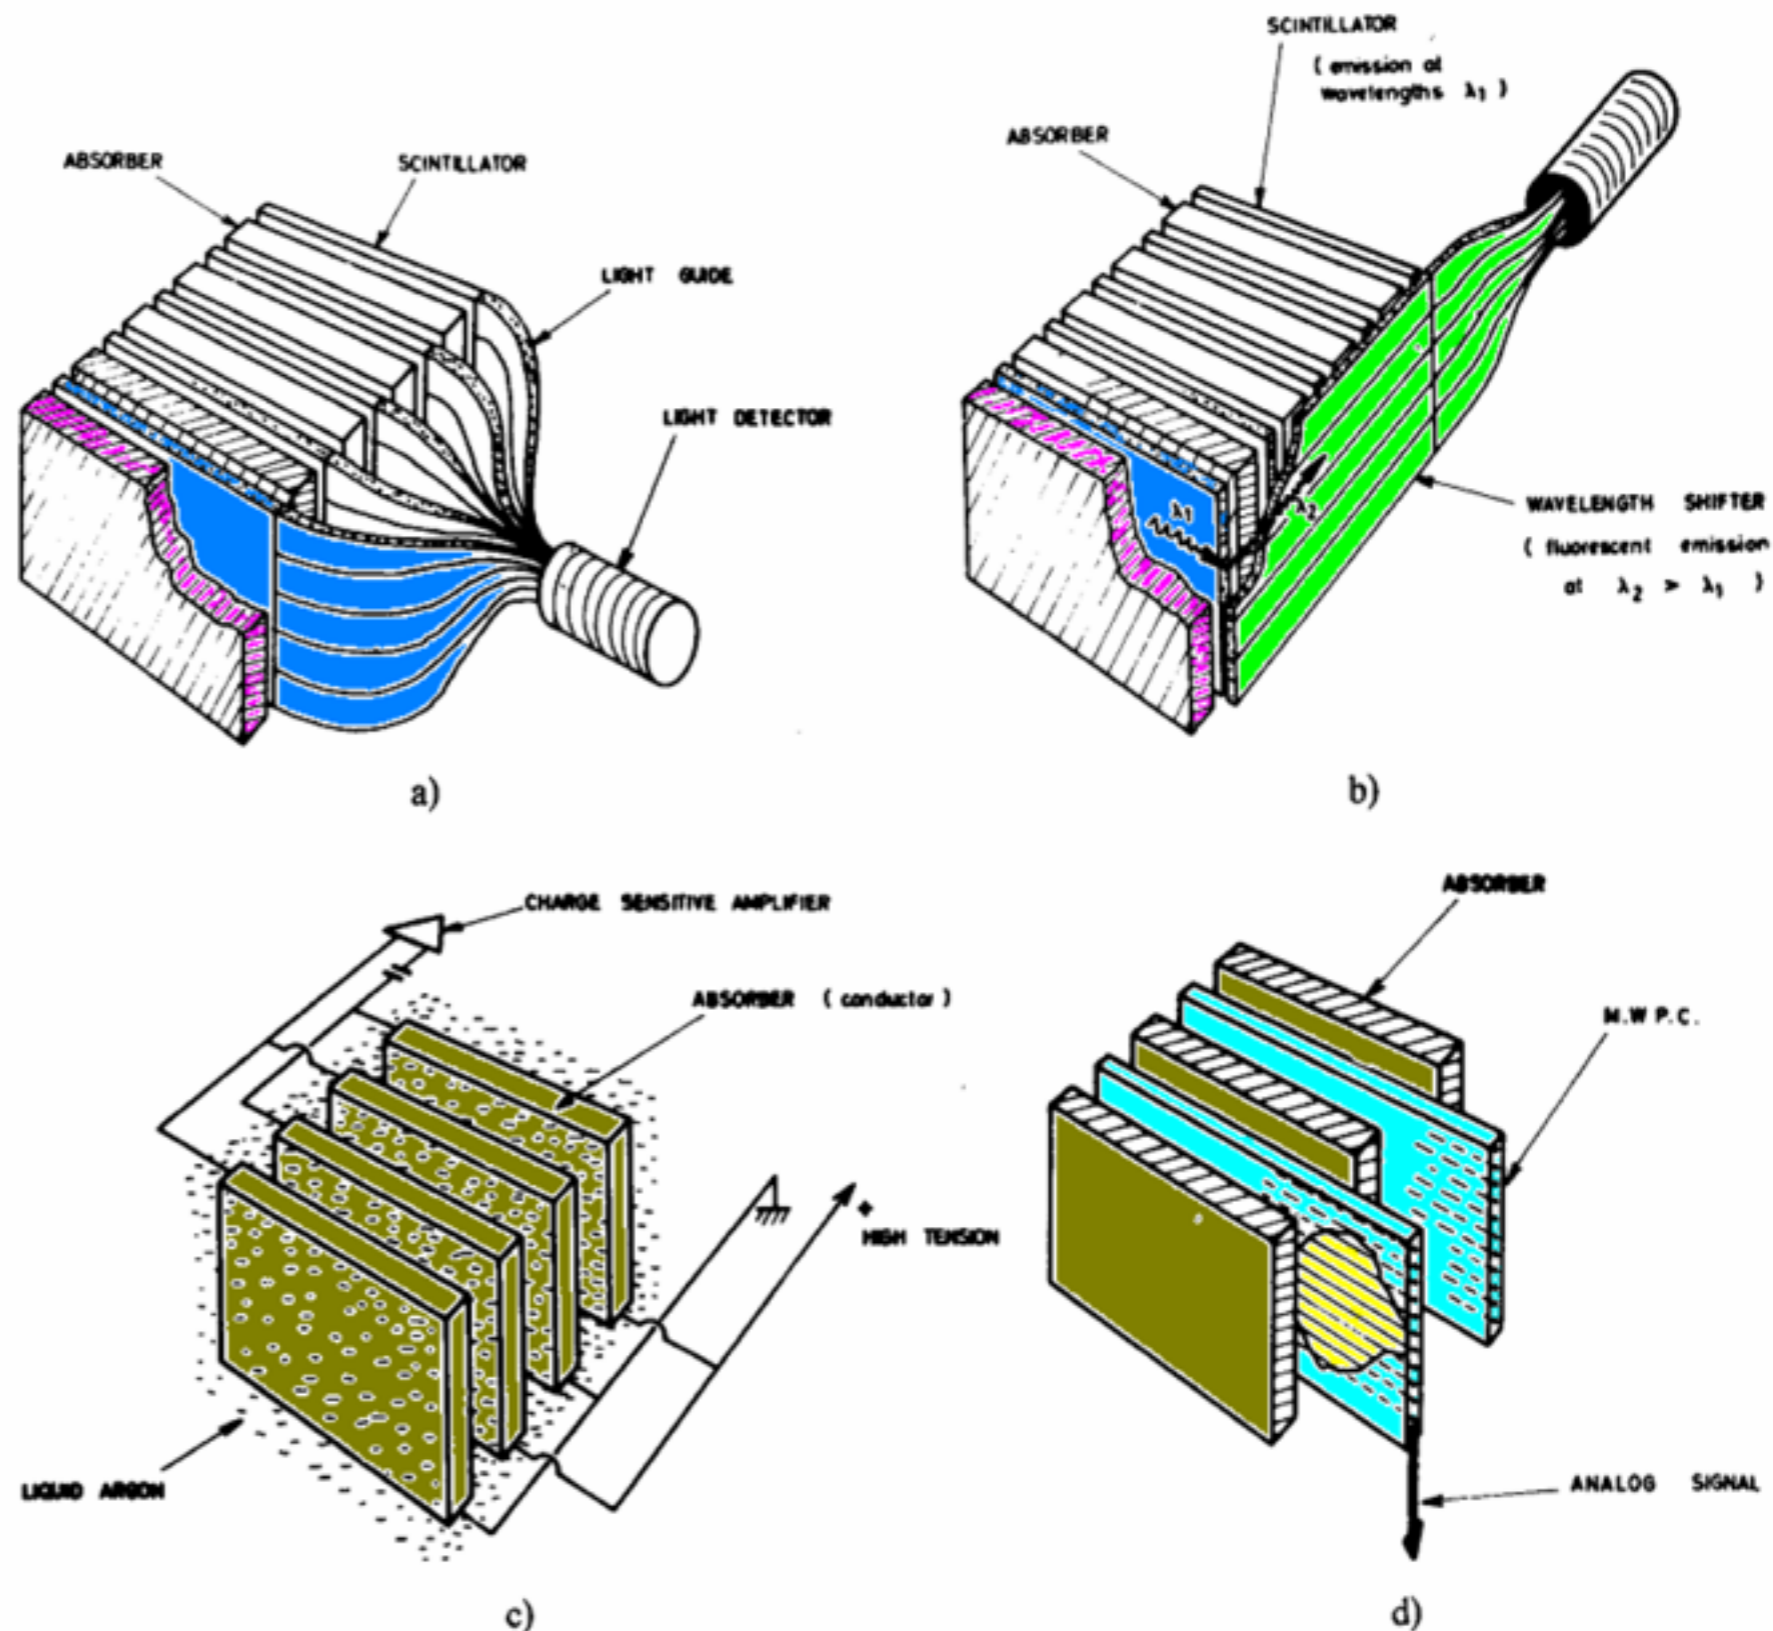 ABSORBER
SCINTILLATOR
LIGHT GUIDE
LIGHT DETECTOR
a)
SCINTILLATOR
( emission at
wavelengths λ1 )
ABSORBER
λ1
λ2
WAVELENGTH SHIFTER
( fluorescent emission
at λ2 > λ1 )
b)
CHARGE SENSITIVE AMPLIFIER
ABSORBER ( conductor )
+
HIGH TENSION
LIQUID ARGON
c)
ABSORBER
M.W P.C.
ANALOG SIGNAL
d)